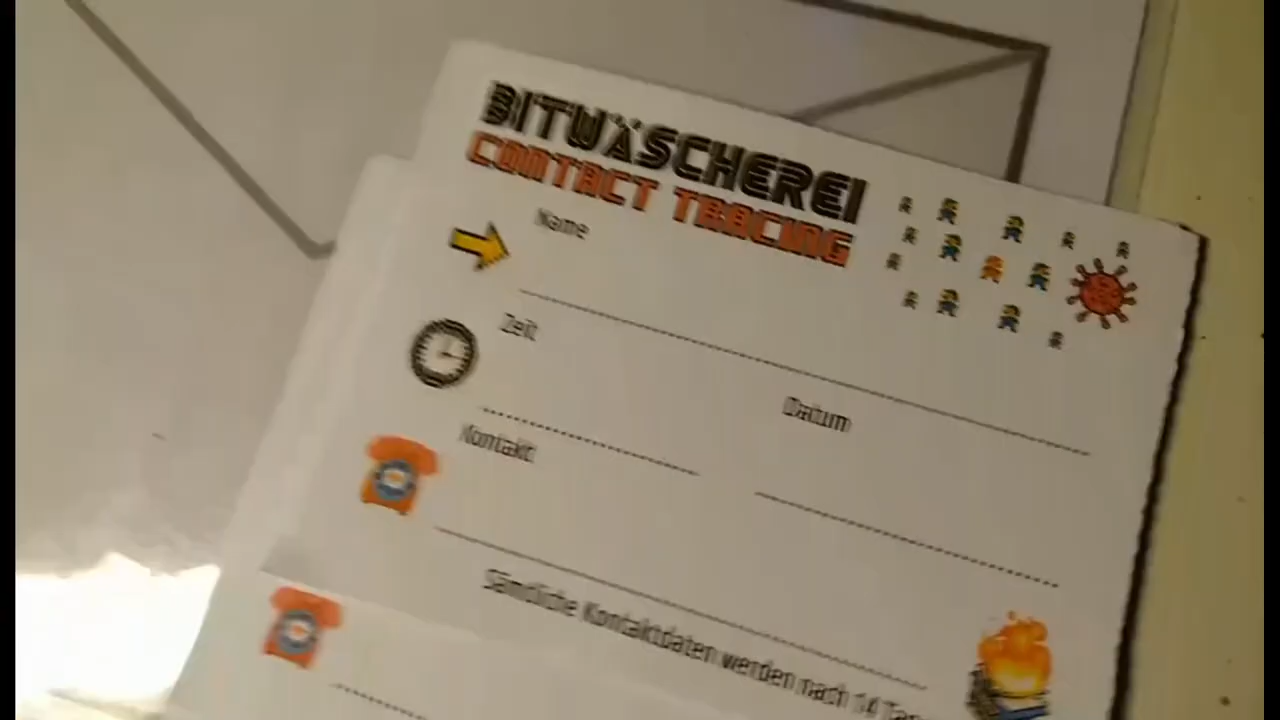 BITWÄSCHEREI
CONTACT TRACING
Name
Zeit
Datum
Kontakt
Sämtliche Kontaktdaten werden nach 14